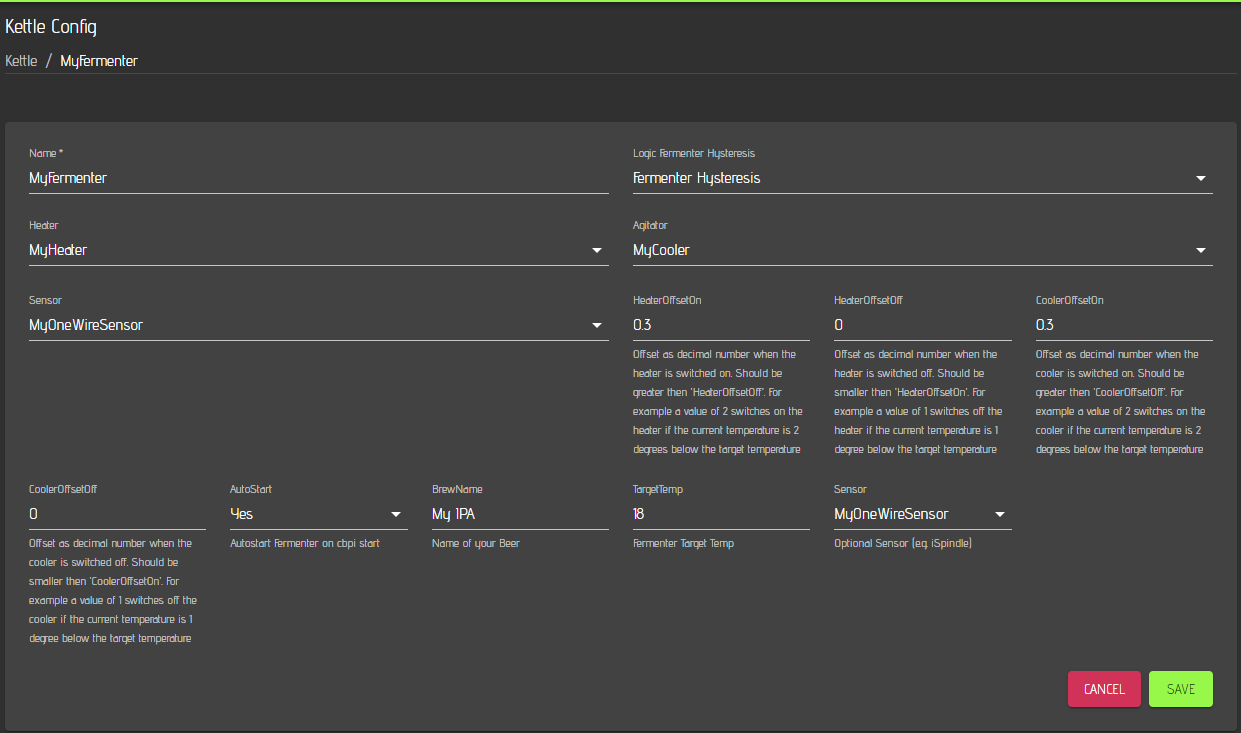 Kettle Config
Kettle / MyFermenter
Name *
MyFermenter
Logic Fermenter Hysteresis
Fermenter Hysteresis
Heater
MyHeater
Agitator
MyCooler
Sensor
MyOneWireSensor
HeaterOffsetOn
0.3
Offset as decimal number when the
heater is switched on. Should be
greater then 'HeaterOffsetOff'. For
example a value of 2 switches on the
heater if the current temperature is 2
degrees below the target temperature
HeaterOffsetOff
0
Offset as decimal number when the
heater is switched off. Should be
smaller then 'HeaterOffsetOn'. For
example a value of 1 switches off the
heater if the current temperature is 1
degree below the target temperature
CoolerOffsetOn
0.3
Offset as decimal number when the
cooler is switched on. Should be
greater then 'CoolerOffsetOff'. For
example a value of 2 switches on the
cooler if the current temperature is 2
degrees below the target temperature
CoolerOffsetOff
0
Offset as decimal number when the
cooler is switched off. Should be
smaller then 'CoolerOffsetOn'. For
example a value of 1 switches off the
cooler if the current temperature is 1
degree below the target temperature
AutoStart
Yes
Autostart Fermenter on cbpi start
BrewName
My IPA
Name of your Beer
TargetTemp
18
Fermenter Target Temp
Sensor
MyOneWireSensor
Optional Sensor (eg. iSpindle)
CANCEL
SAVE